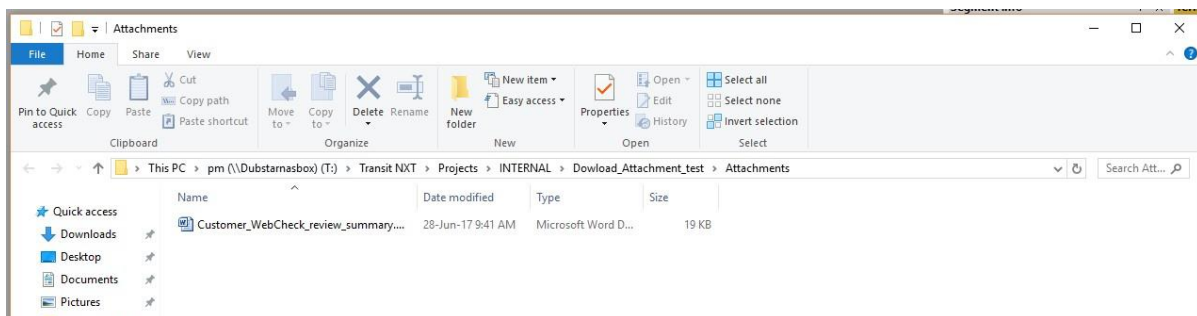 Segment info
Attachments
File Home Share View
Pin to Quick access
Copy
Paste
Cut
Copy path
Paste shortcut
Move to
Copy to
Delete
Rename
New folder
New item
Easy access
Properties
Open
Edit
History
Select all
Select none
Invert selection
Clipboard Organize New Open Select
This PC > pm (\\Dubstarnasbox) (T:) > Transit NXT > Projects > INTERNAL > Dowload_Attachment_test > Attachments
Search Att...
Name Date modified Type Size
Quick access
Customer_WebCheck_review_summary.... 28-Jun-17 9:41 AM Microsoft Word D... 19 KB
Downloads
Desktop
Documents
Pictures